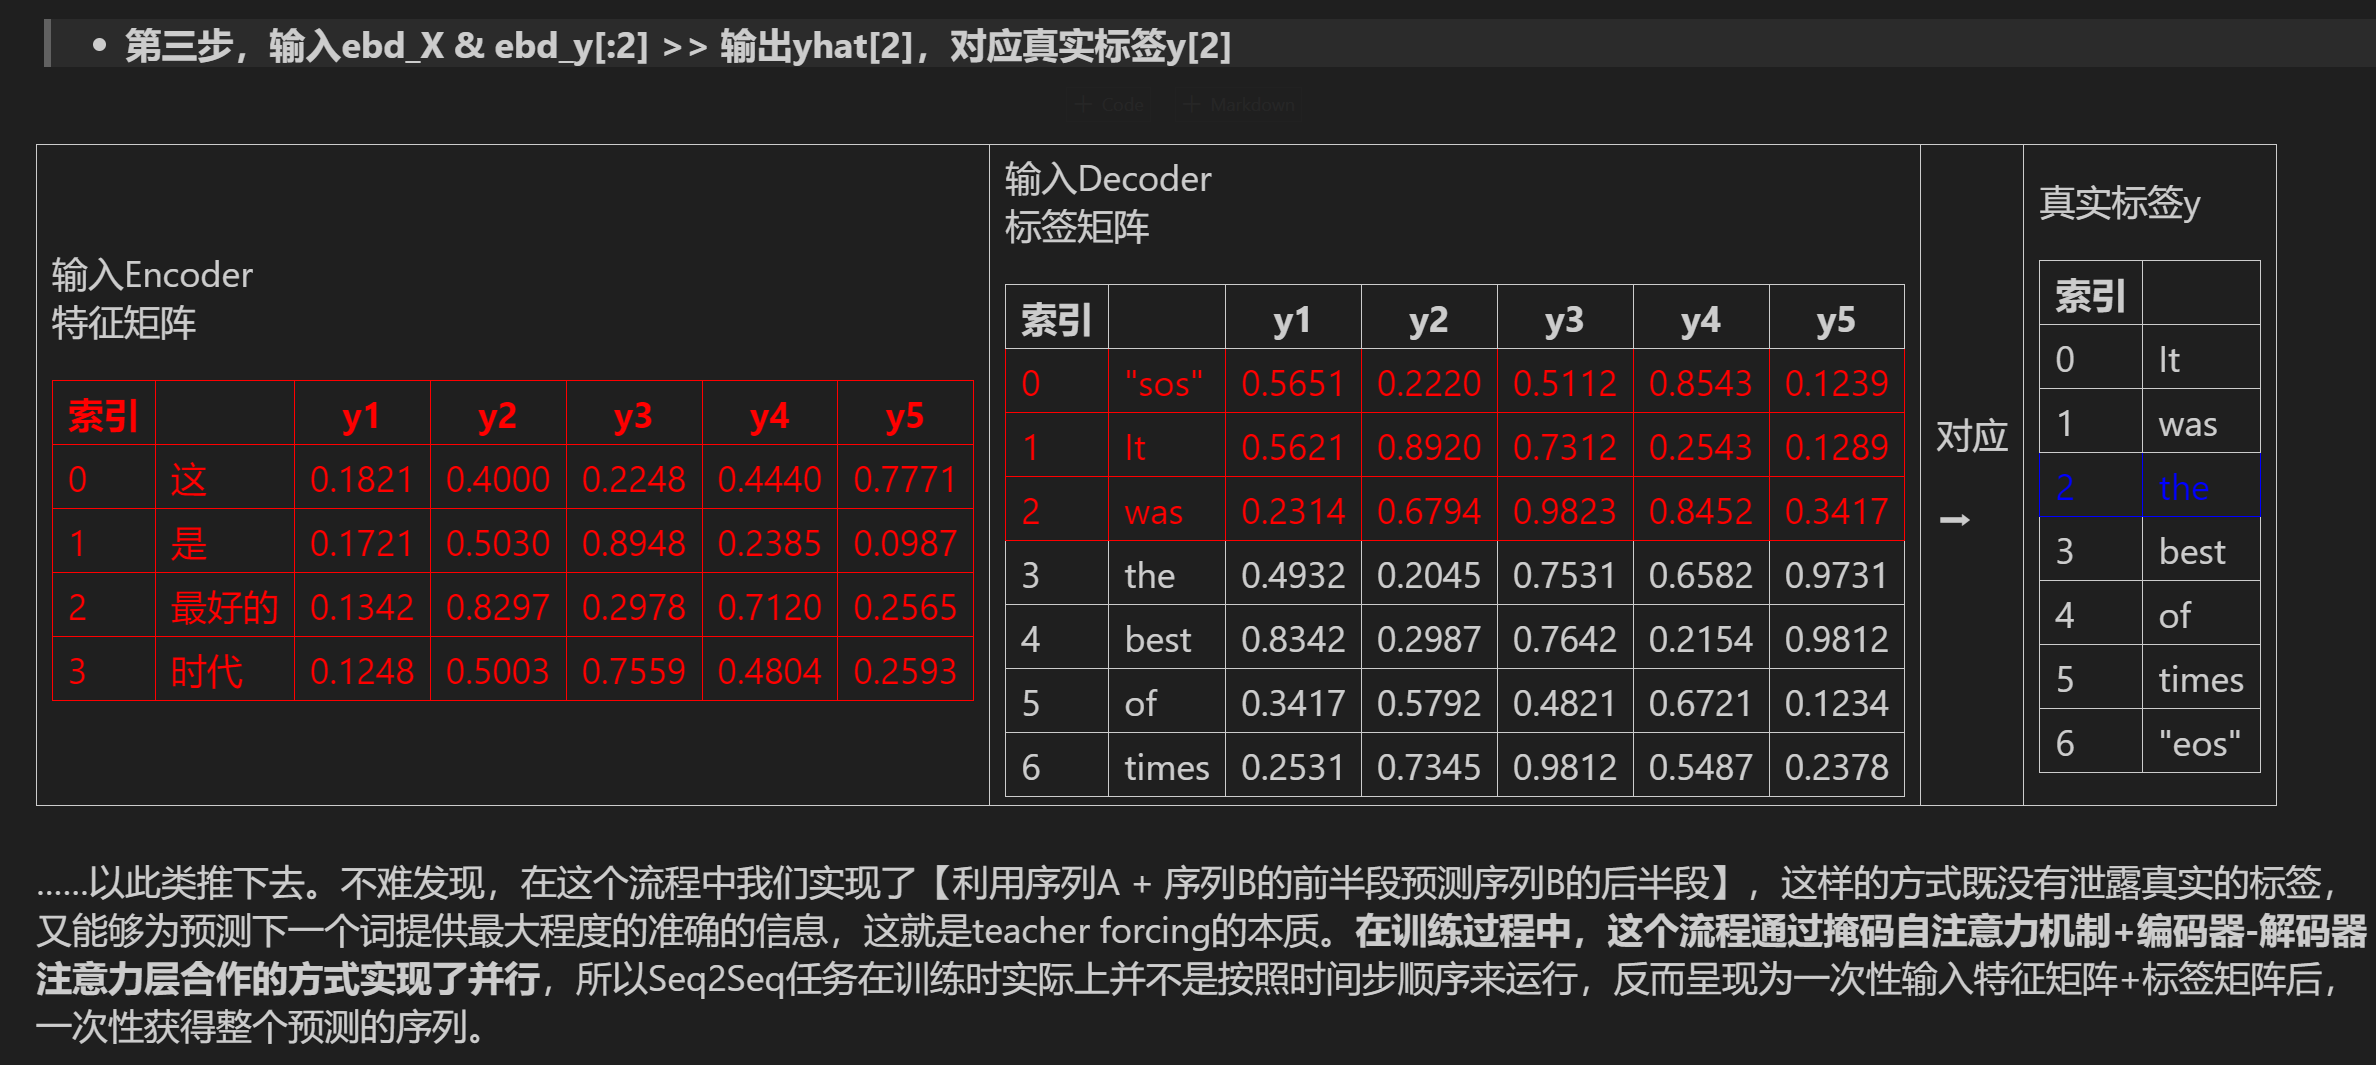 • 第三步，输入ebd_X & ebd_y[:2] >> 输出yhat[2]，对应真实标签y[2]
+ Code + Markdown
输入Encoder
特征矩阵
索引 y1 y2 y3 y4 y5
0 这 0.1821 0.4000 0.2248 0.4440 0.7771
1 是 0.1721 0.5030 0.8948 0.2385 0.0987
2 最好的 0.1342 0.8297 0.2978 0.7120 0.2565
3 时代 0.1248 0.5003 0.7559 0.4804 0.2593
输入Decoder
标签矩阵
索引 y1 y2 y3 y4 y5
0 "sos" 0.5651 0.2220 0.5112 0.8543 0.1239
1 It 0.5621 0.8920 0.7312 0.2543 0.1289
2 was 0.2314 0.6794 0.9823 0.8452 0.3417
3 the 0.4932 0.2045 0.7531 0.6582 0.9731
4 best 0.8342 0.2987 0.7642 0.2154 0.9812
5 of 0.3417 0.5792 0.4821 0.6721 0.1234
6 times 0.2531 0.7345 0.9812 0.5487 0.2378
对应
➡
真实标签y
索引
0 It
1 was
2 the
3 best
4 of
5 times
6 "eos"
......以此类推下去。不难发现，在这个流程中我们实现了【利用序列A + 序列B的前半段预测序列B的后半段】，这样的方式既没有泄露真实的标签，
又能够为预测下一个词提供最大程度的准确的信息，这就是teacher forcing的本质。在训练过程中，这个流程通过掩码自注意力机制+编码器-解码器
注意力层合作的方式实现了并行，所以Seq2Seq任务在训练时实际上并不是按照时间步顺序来运行，反而呈现为一次性输入特征矩阵+标签矩阵后，
一次性获得整个预测的序列。